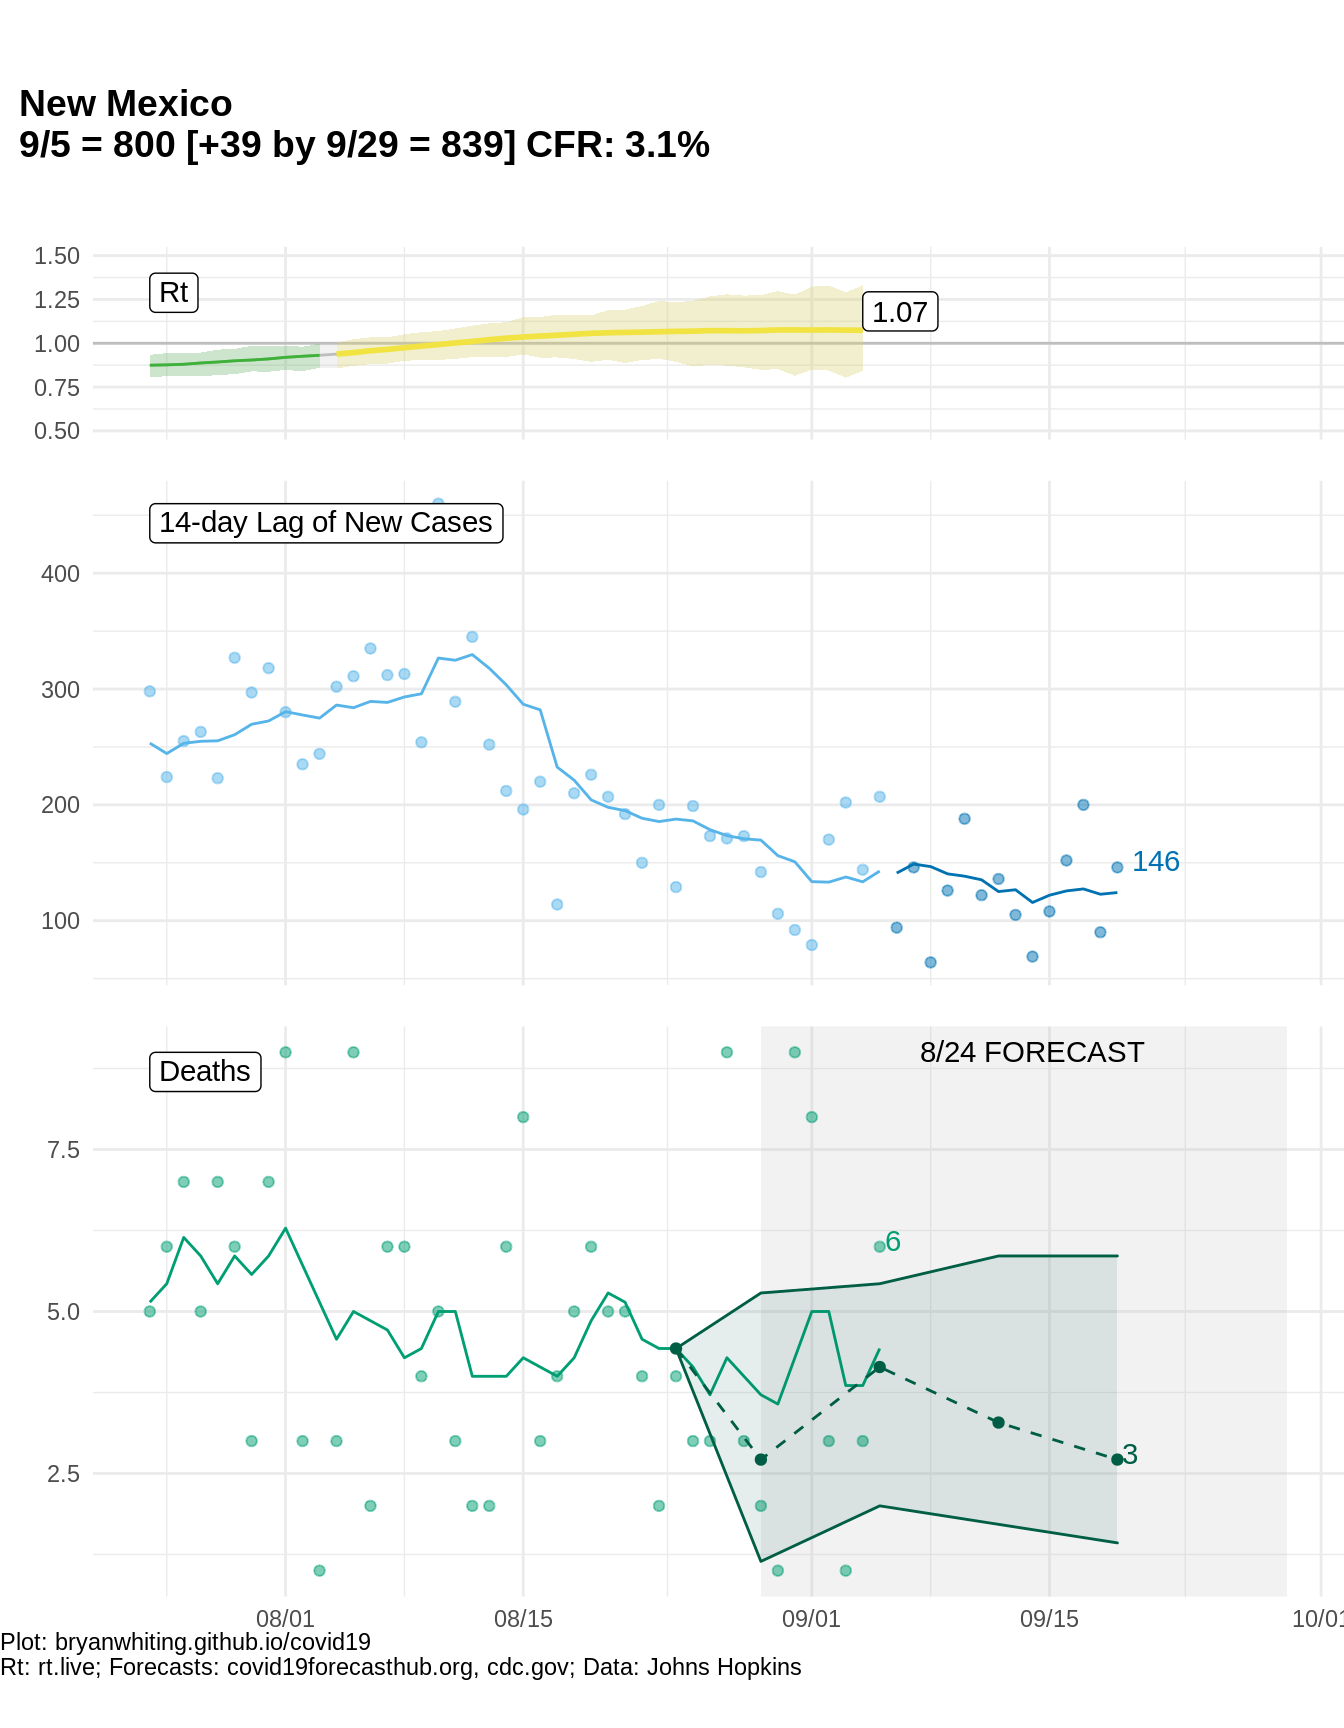 New Mexico
9/5 = 800 [+39 by 9/29 = 839] CFR: 3.1%
1.50
Rt
1.25
1.07
1.00
0.75
0.50
14-day Lag of New Cases
400
300
200
146
100
8/24 FORECAST
Deaths
7.5
6
5.0
3
2.5
08/01 08/15 09/01 09/15 10/01
Plot: bryanwhiting.github.io/covid19
Rt: rt.live; Forecasts: covid19forecasthub.org, cdc.gov; Data: Johns Hopkins